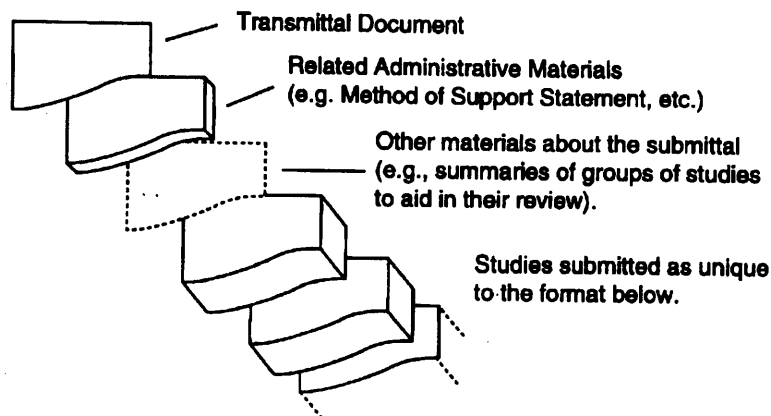 Transmittal Document
Related Administrative Materials
(e.g. Method of Support Statement, etc.)
Other materials about the submittal
(e.g., summaries of groups of studies
to aid in their review).
Studies submitted as unique
to the format below.